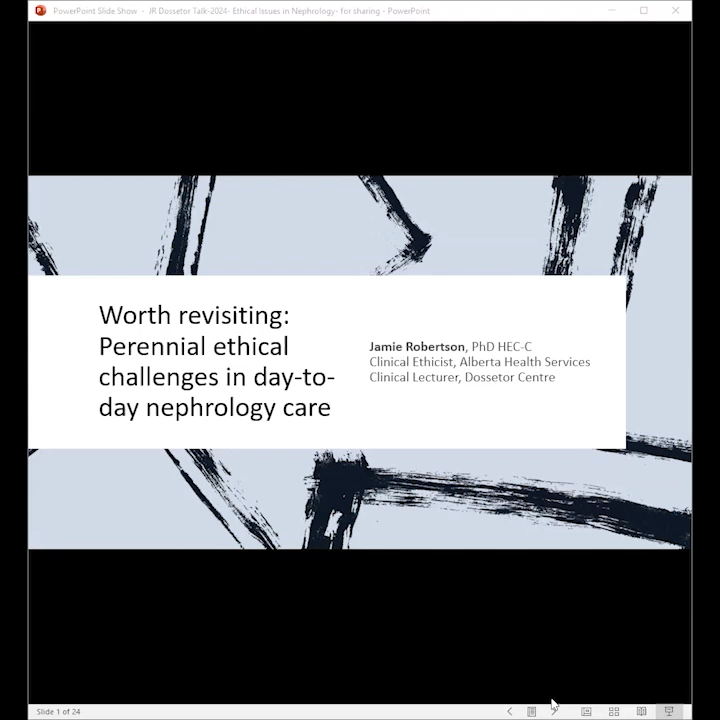 PowerPoint Slide Show - JR Dossetor Talk-2024- Ethical Issues in Nephrology- for sharing - PowerPoint
Worth revisiting:
Perennial ethical
challenges in day-to-
day nephrology care
Jamie Robertson, PhD HEC-C
Clinical Ethicist, Alberta Health Services
Clinical Lecturer, Dossetor Centre
Slide 1 of 24